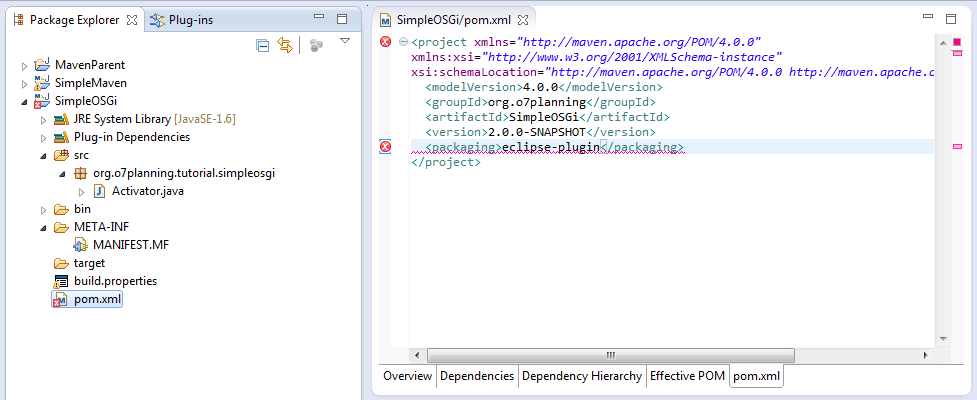 Package Explorer
Plug-ins
MavenParent
SimpleMaven
SimpleOSGi
JRE System Library [JavaSE-1.6]
Plug-in Dependencies
src
org.o7planning.tutorial.simpleosgi
Activator.java
bin
META-INF
MANIFEST.MF
target
build.properties
pom.xml
SimpleOSGi/pom.xml
<project xmlns="http://maven.apache.org/POM/4.0.0"
xmlns:xsi="http://www.w3.org/2001/XMLSchema-instance"
xsi:schemaLocation="http://maven.apache.org/POM/4.0.0 http://maven.apache.o
<modelVersion>4.0.0</modelVersion>
<groupId>org.o7planning</groupId>
<artifactId>SimpleOSGi</artifactId>
<version>2.0.0-SNAPSHOT</version>
<packaging>eclipse-plugin</packaging>
</project>
Overview Dependencies Dependency Hierarchy Effective POM pom.xml